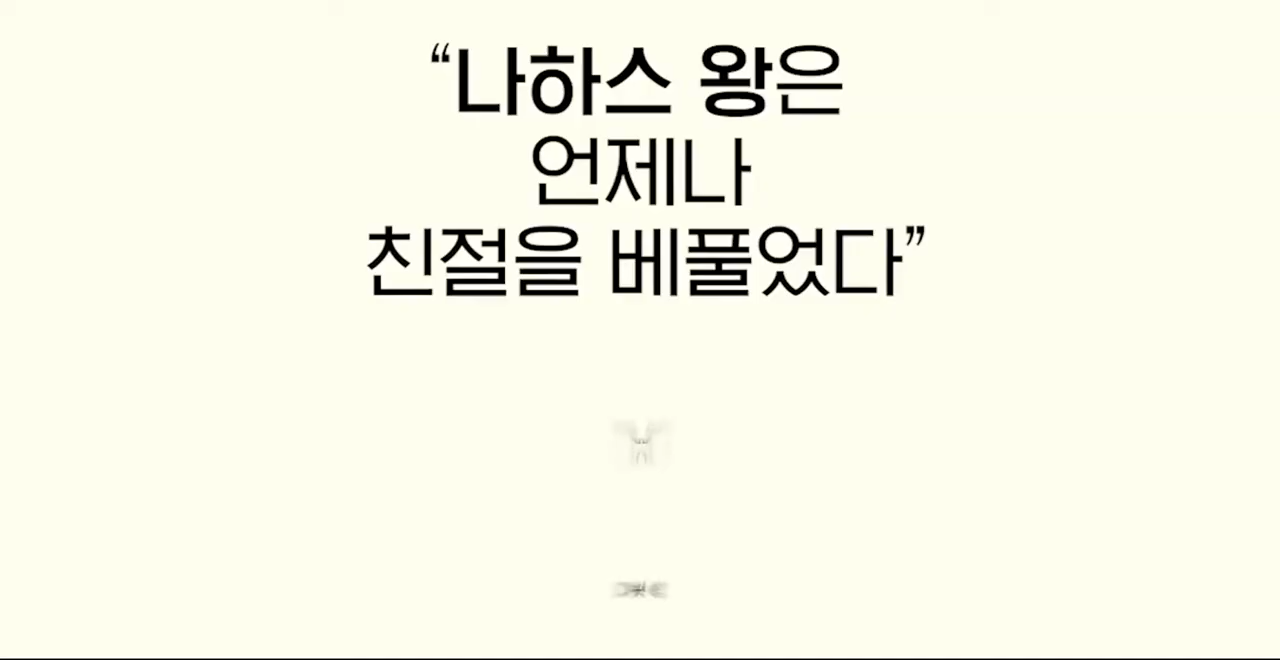 “나하스 왕은
언제나
친절을 베풀었다”